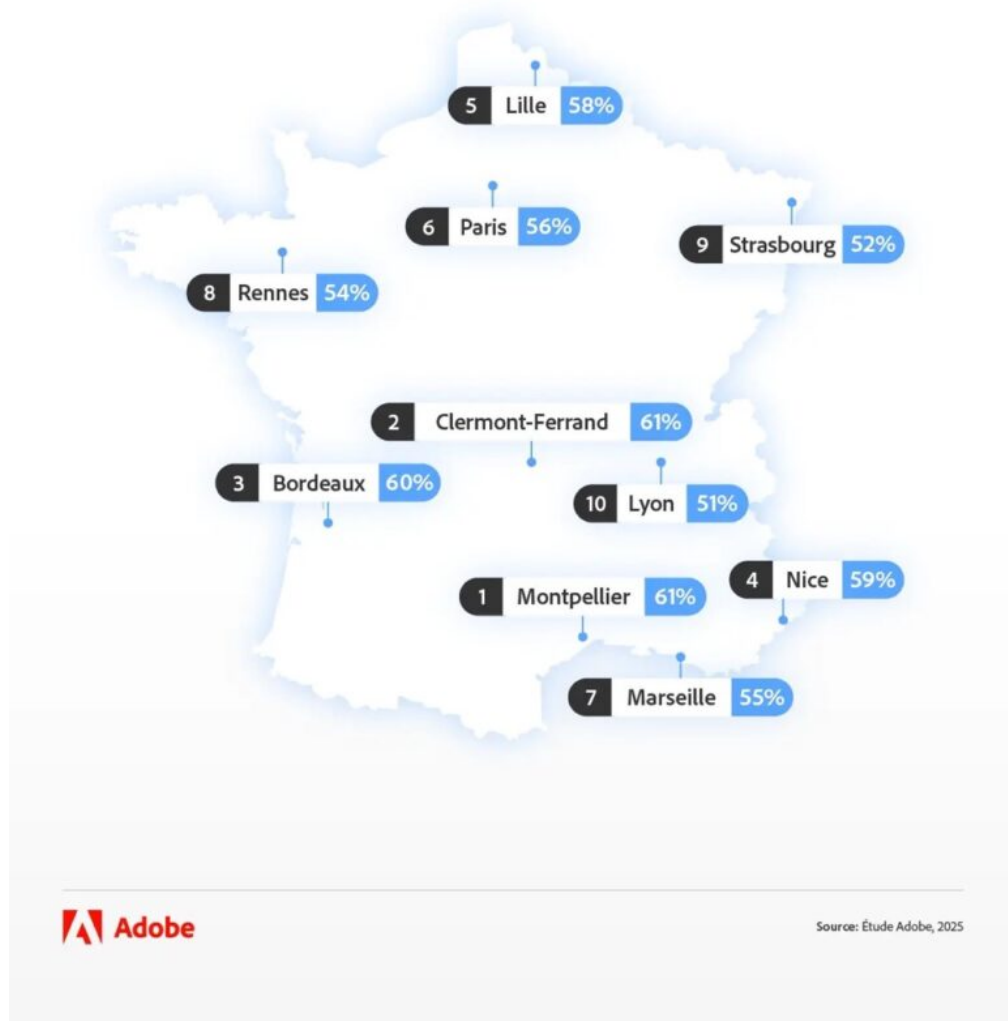 5 Lille 58%
6 Paris 56%
9 Strasbourg 52%
8 Rennes 54%
2 Clermont-Ferrand 61%
3 Bordeaux 60%
10 Lyon 51%
4 Nice 59%
1 Montpellier 61%
7 Marseille 55%
Adobe
Source: Étude Adobe, 2025